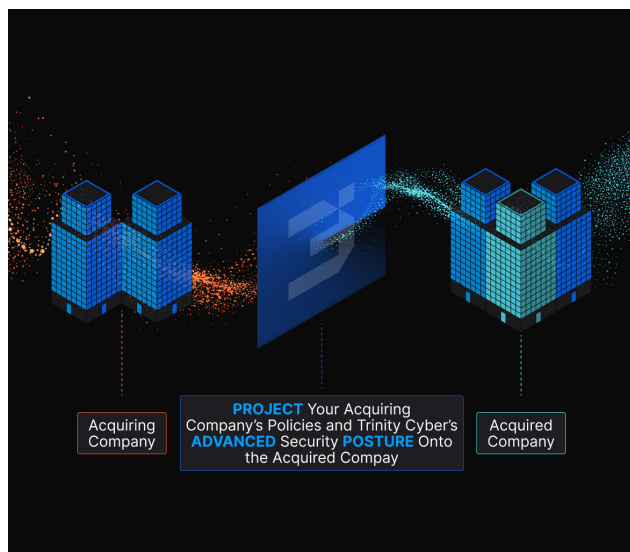 Acquiring
Company
PROJECT Your Acquiring
Company's Policies and Trinity Cyber's
ADVANCED Security POSTURE Onto
the Acquired Compay
Acquired
Company